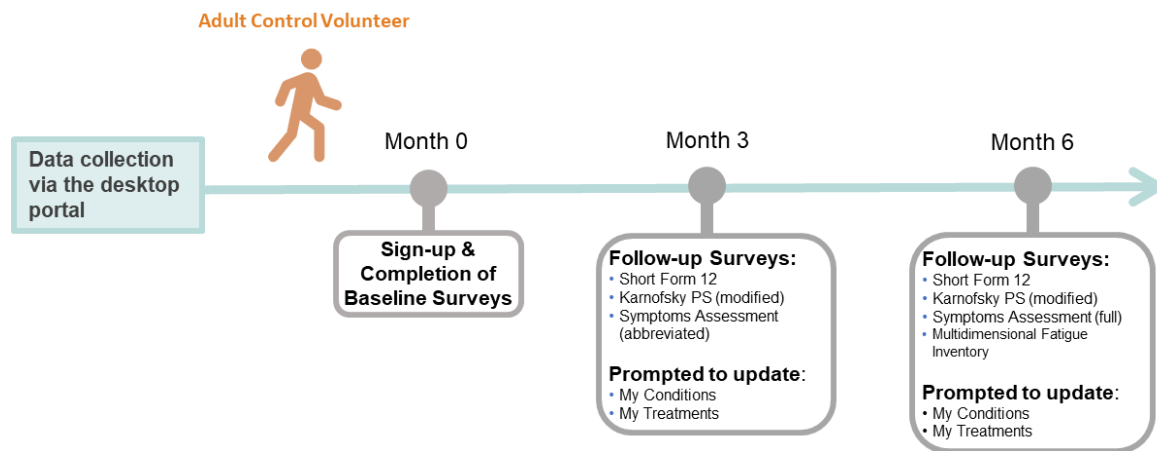 Adult Control Volunteer
Data collection
via the desktop
portal
Month 0
Sign-up &
Completion of
Baseline Surveys
Month 3
Follow-up Surveys:
• Short Form 12
• Karnofsky PS (modified)
• Symptoms Assessment
(abbreviated)
Prompted to update:
• My Conditions
• My Treatments
Month 6
Follow-up Surveys:
• Short Form 12
• Karnofsky PS (modified)
• Symptoms Assessment (full)
• Multidimensional Fatigue
Inventory
Prompted to update:
• My Conditions
• My Treatments